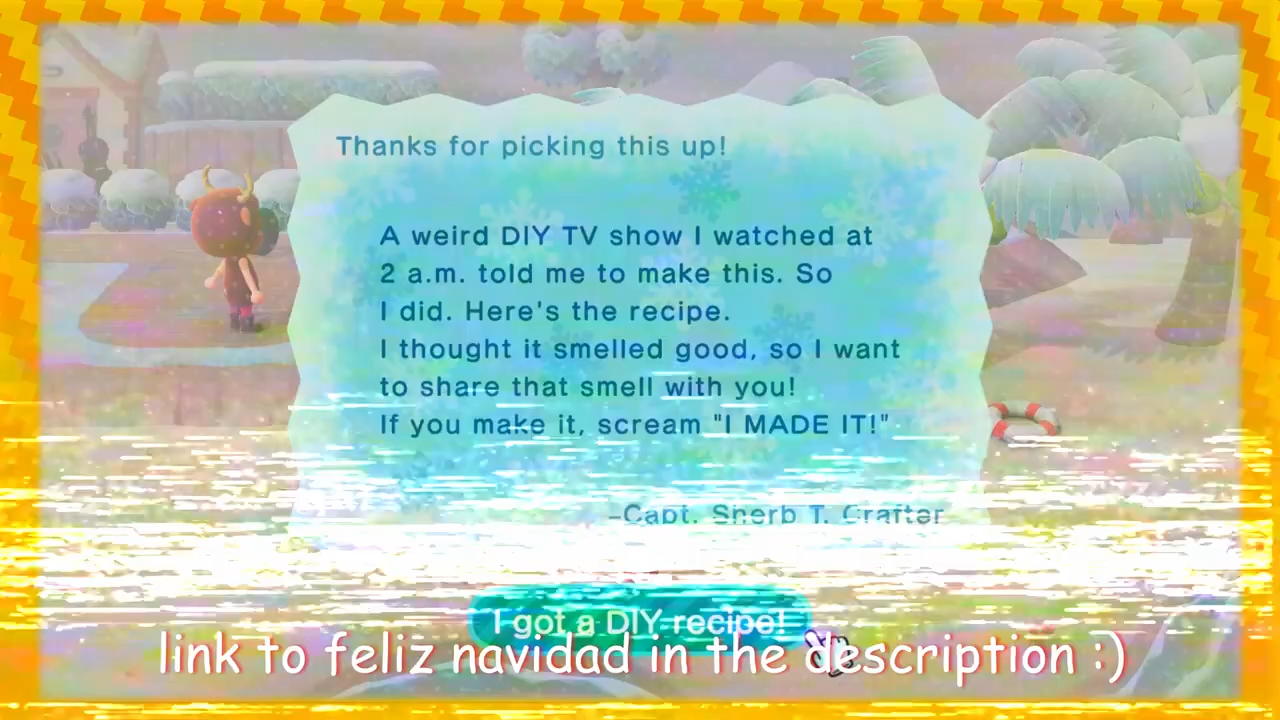 Thanks for picking this up!
A weird DIY TV show I watched at
2 a.m. told me to make this. So
I did. Here's the recipe.
I thought it smelled good, so I want
to share that smell with you!
If you make it, scream "I MADE IT!"
–Capt. Sherb T. Crafter
I got a DIY recipe!
link to feliz navidad in the description :)